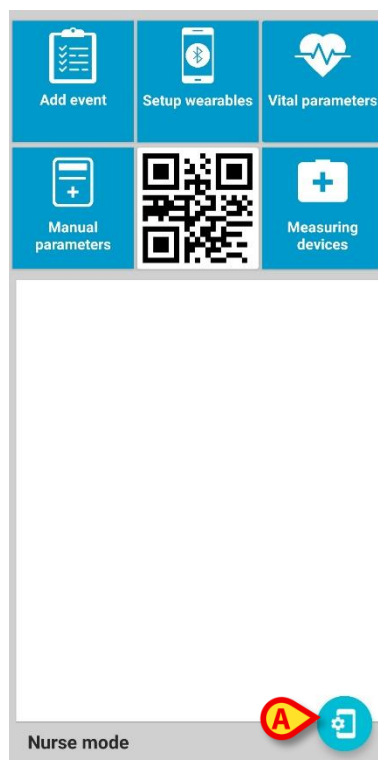 Add event
Setup wearables
Vital parameters
Manual
parameters
Measuring
devices
A
Nurse mode